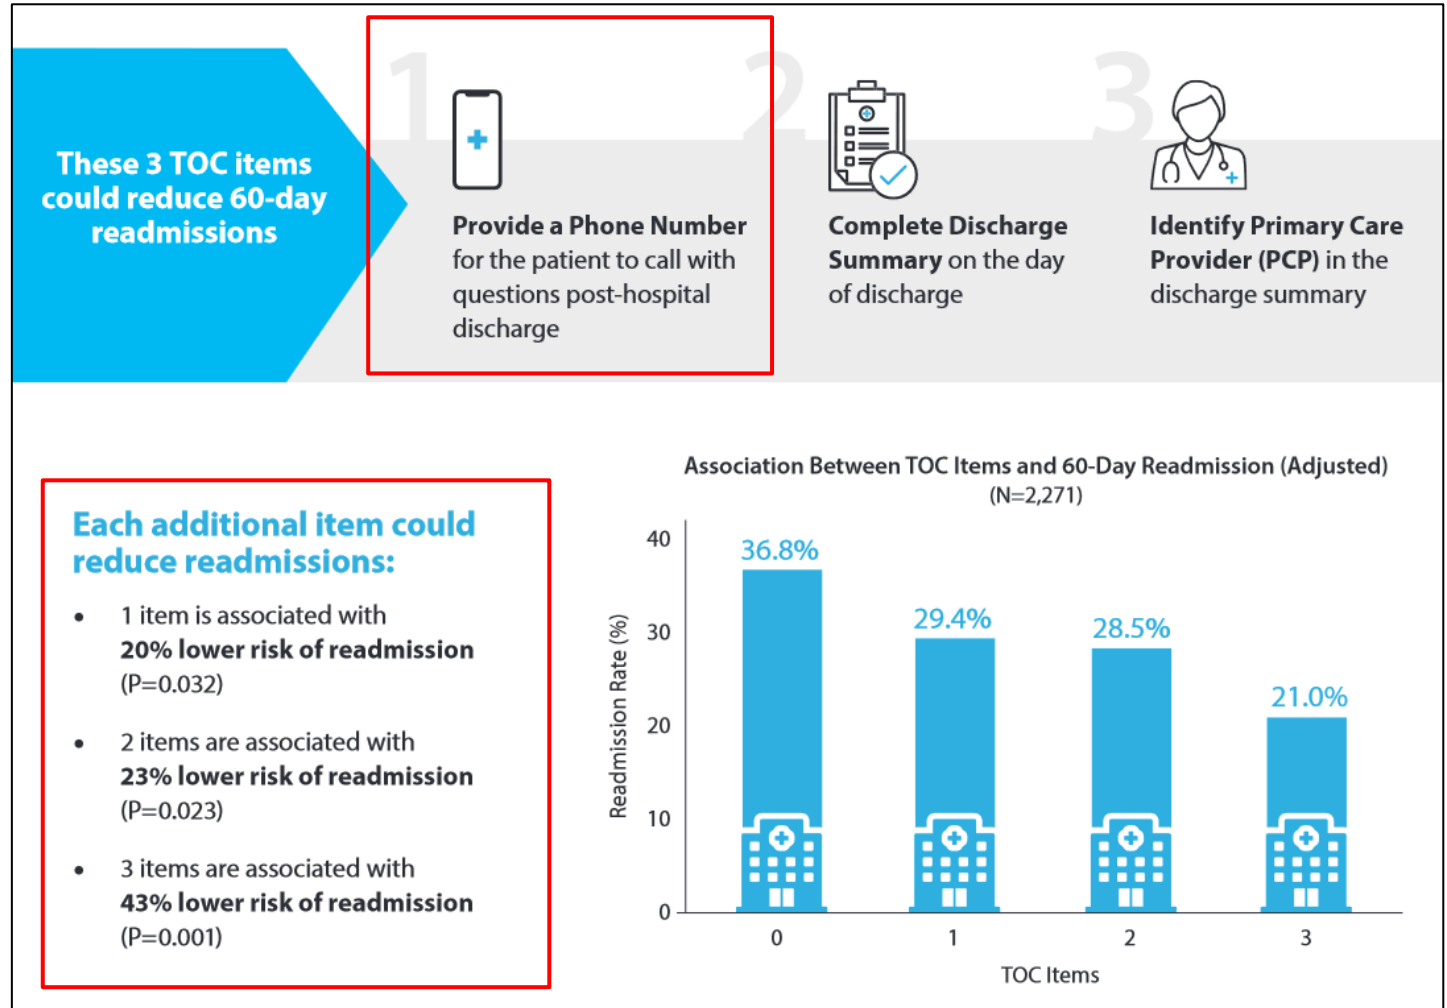 These 3 TOC items
could reduce 60-day
readmissions
1
Provide a Phone Number
for the patient to call with
questions post-hospital
discharge
2
Complete Discharge
Summary on the day
of discharge
3
Identify Primary Care
Provider (PCP) in the
discharge summary
Each additional item could
reduce readmissions:
• 1 item is associated with
20% lower risk of readmission
(P=0.032)
• 2 items are associated with
23% lower risk of readmission
(P=0.023)
• 3 items are associated with
43% lower risk of readmission
(P=0.001)
Association Between TOC Items and 60-Day Readmission (Adjusted)
(N=2,271)
Readmission Rate (%)
40
30
20
10
0
36.8%
29.4%
28.5%
21.0%
0
1
2
3
TOC Items